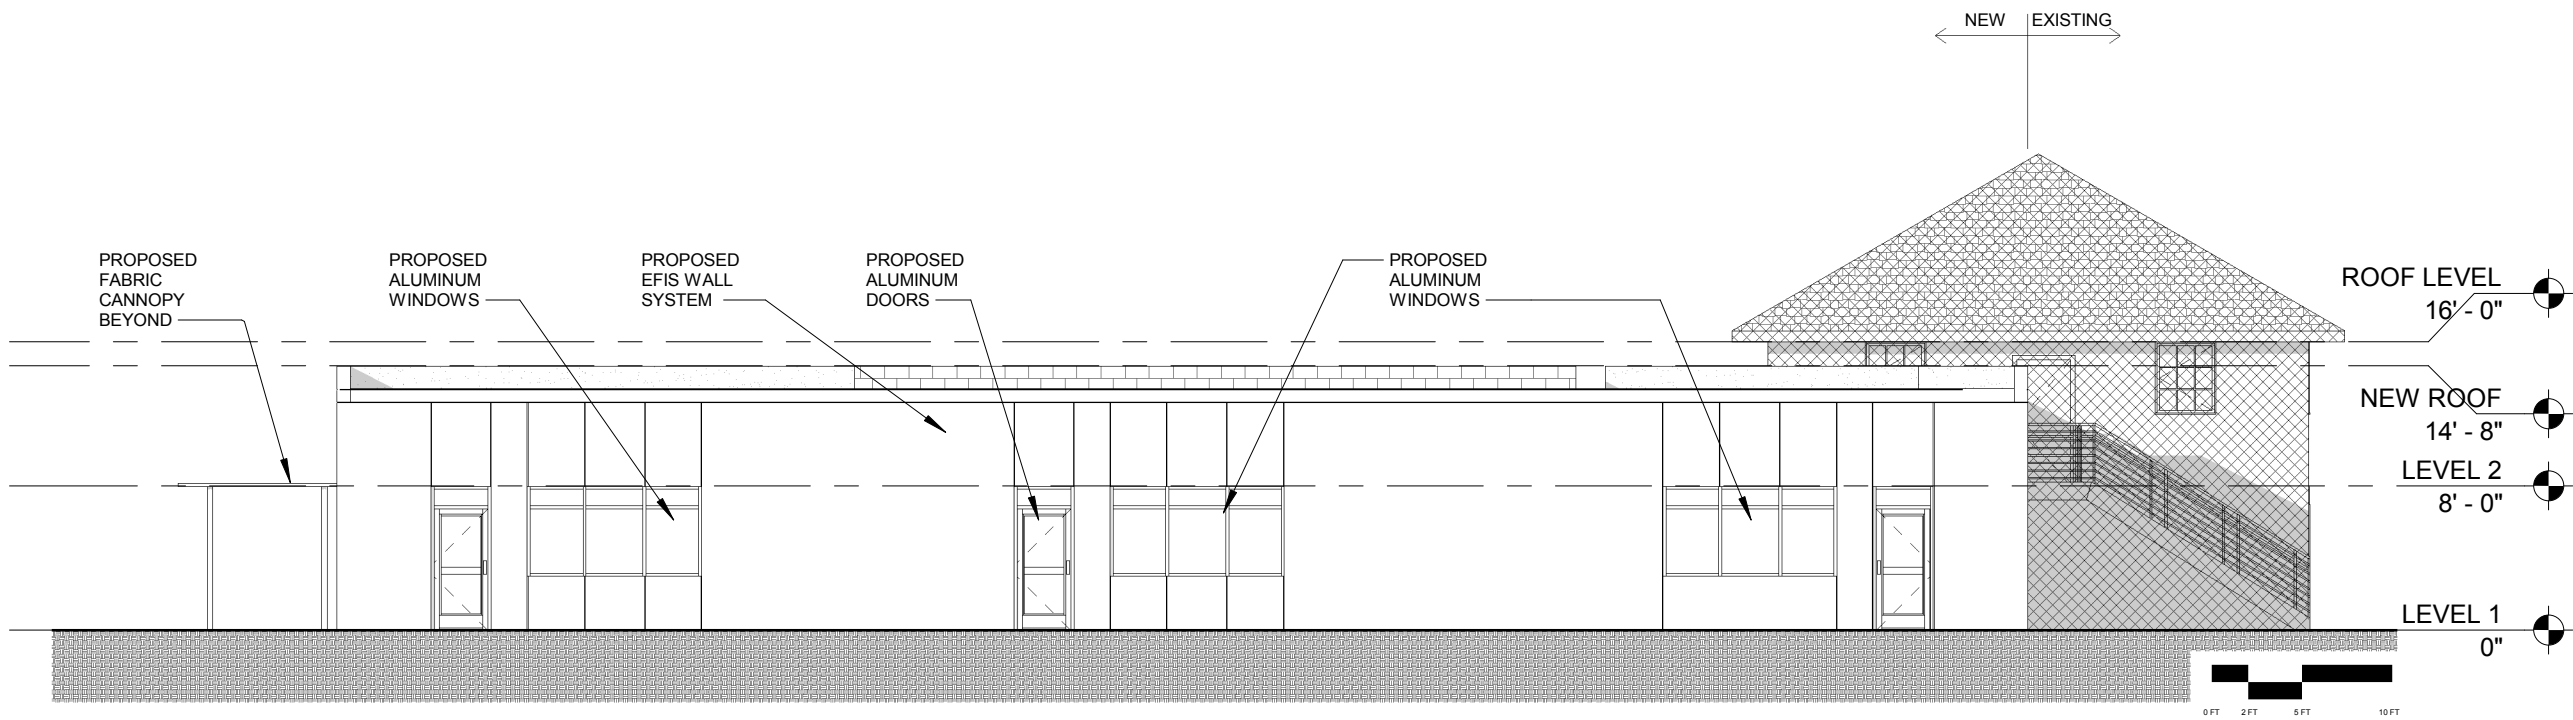 NEW EXISTING
PROPOSED
FABRIC
CANNOPY
BEYOND
PROPOSED
ALUMINUM
WINDOWS
PROPOSED
EFIS WALL
SYSTEM
PROPOSED
ALUMINUM
DOORS
PROPOSED
ALUMINUM
WINDOWS
ROOF LEVEL
16' - 0"
NEW ROOF
14' - 8"
LEVEL 2
8' - 0"
LEVEL 1
0"
0 FT 2 FT 5 FT 10 FT